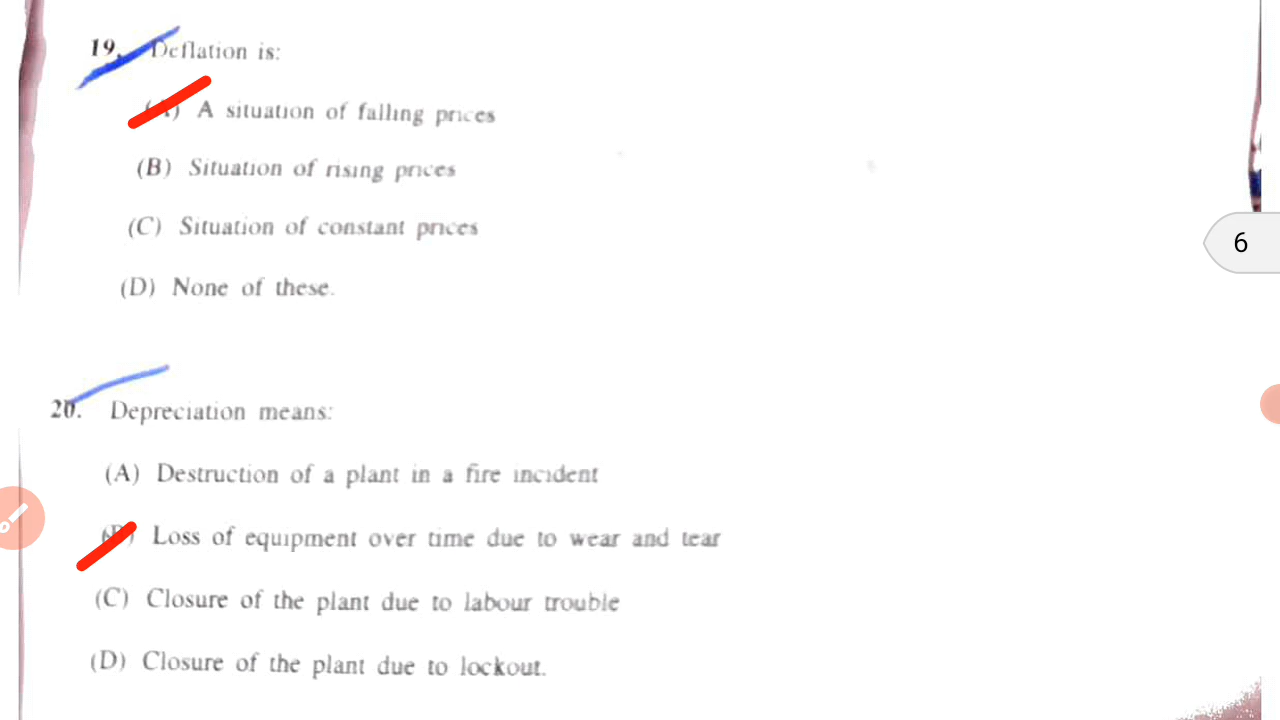 19. Deflation is:
(A) A situation of falling prices
(B) Situation of rising prices
(C) Situation of constant prices
(D) None of these.
6
20. Depreciation means:
(A) Destruction of a plant in a fire incident
(B) Loss of equipment over time due to wear and tear
(C) Closure of the plant due to labour trouble
(D) Closure of the plant due to lockout.